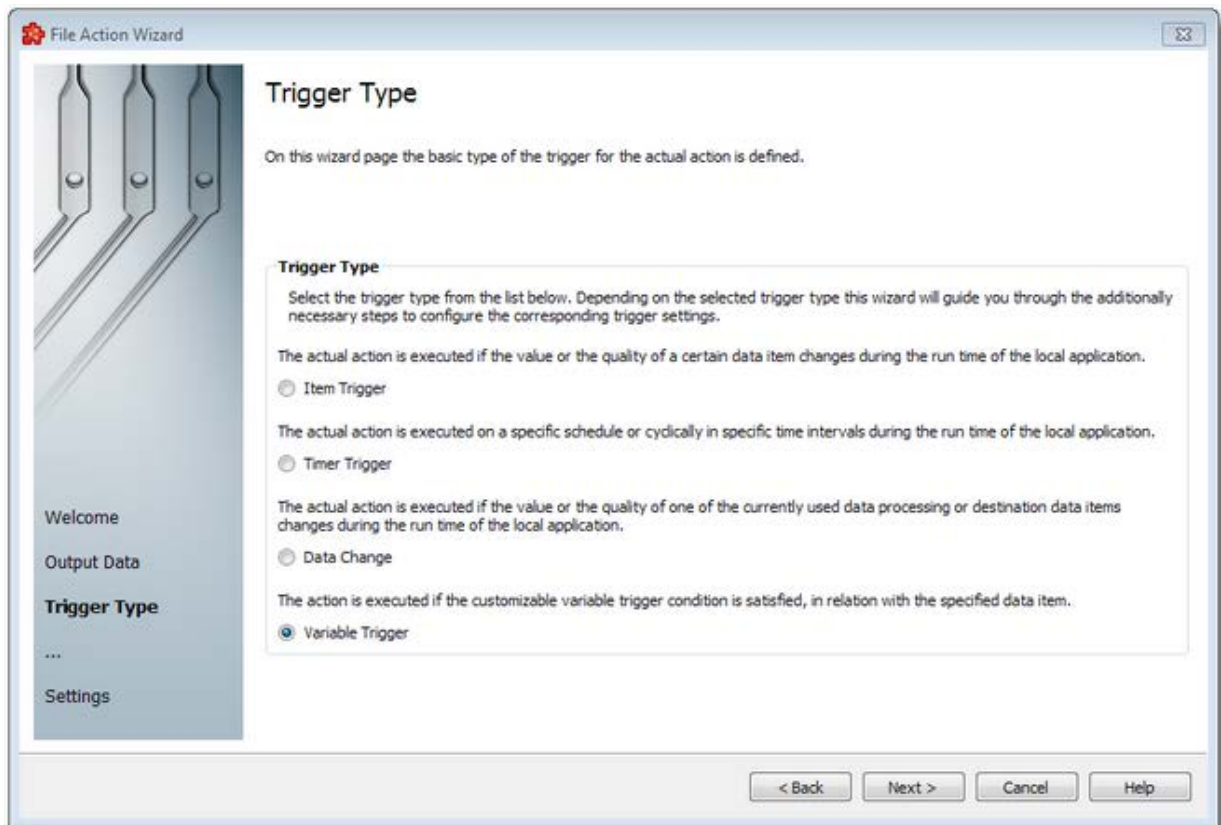 File Action Wizard
Trigger Type
On this wizard page the basic type of the trigger for the actual action is defined.
Trigger Type
Select the trigger type from the list below. Depending on the selected trigger type this wizard will guide you through the additionally
necessary steps to configure the corresponding trigger settings.
The actual action is executed if the value or the quality of a certain data item changes during the run time of the local application.
Item Trigger
The actual action is executed on a specific schedule or cyclically in specific time intervals during the run time of the local application.
Timer Trigger
The actual action is executed if the value or the quality of one of the currently used data processing or destination data items
changes during the run time of the local application.
Data Change
The action is executed if the customizable variable trigger condition is satisfied, in relation with the specified data item.
Variable Trigger
Welcome
Output Data
Trigger Type
...
Settings
< Back
Next >
Cancel
Help